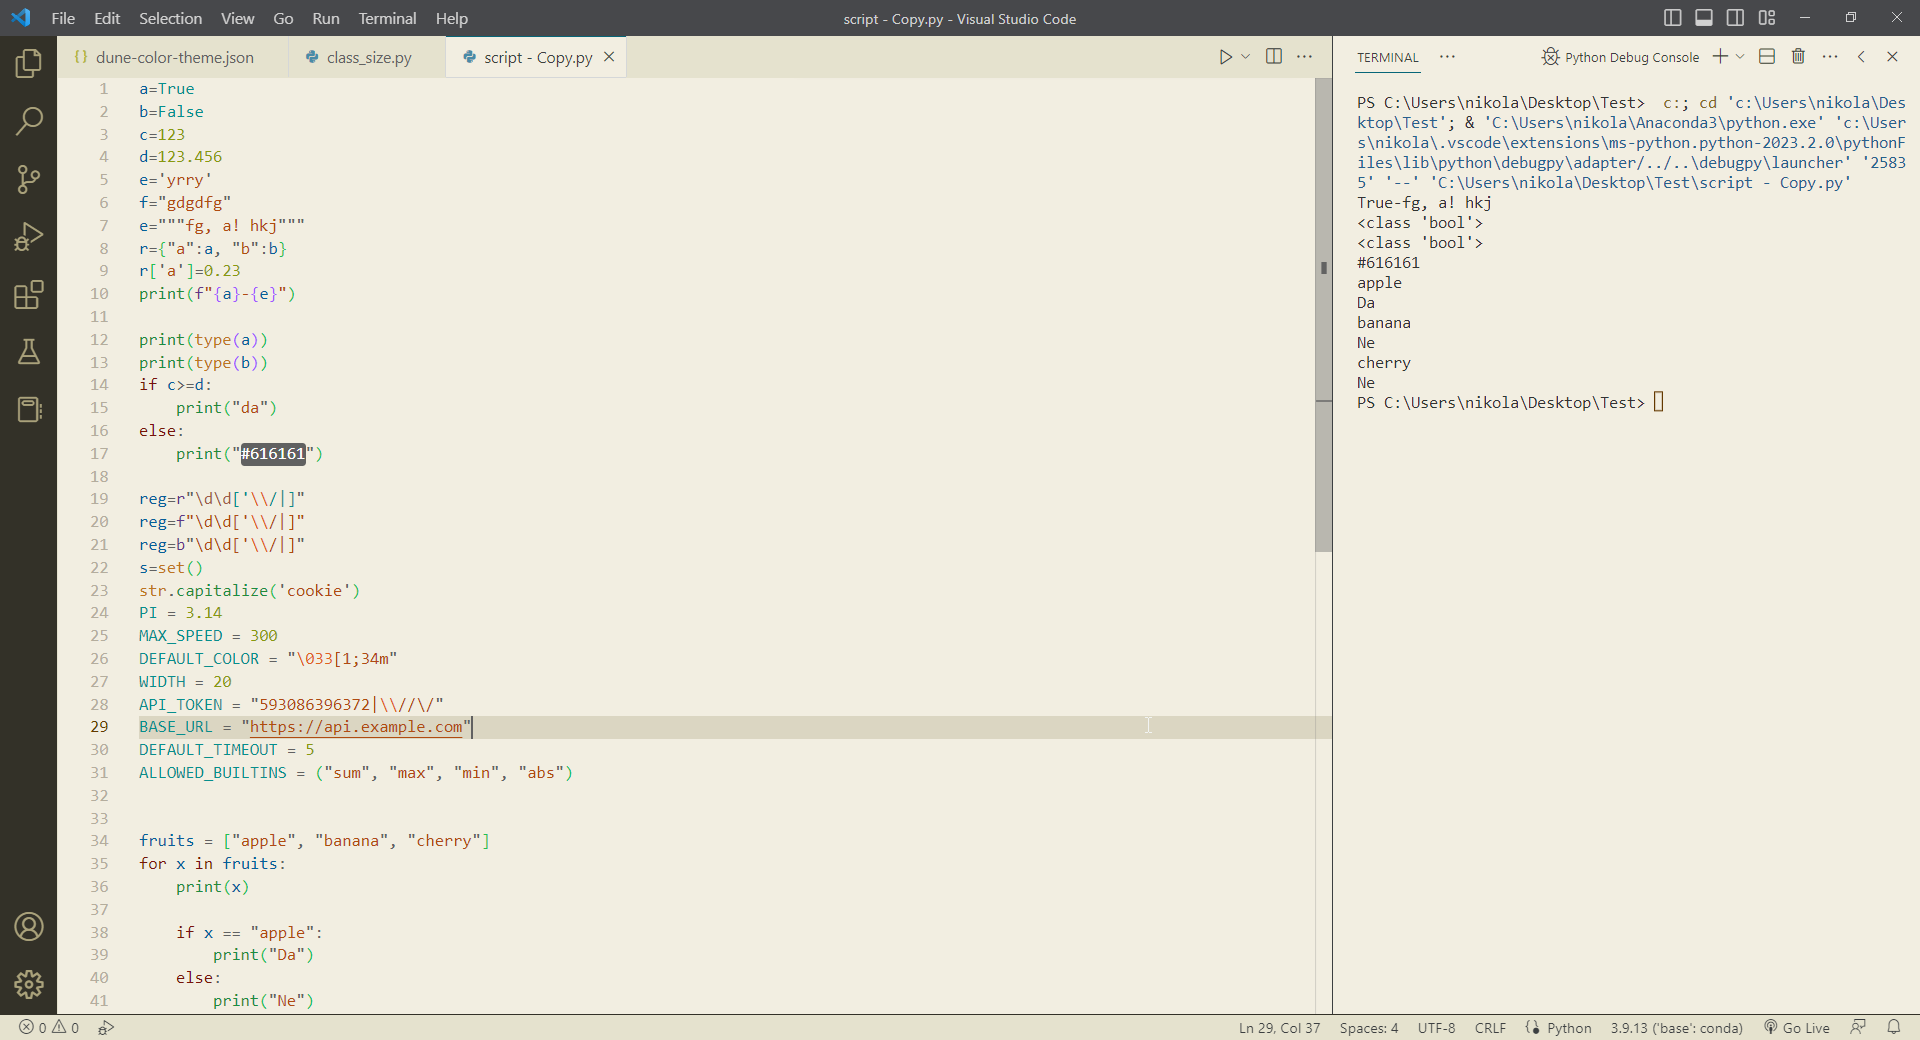 File Edit Selection View Go Run Terminal Help
script - Copy.py - Visual Studio Code
{} dune-color-theme.json
class_size.py
script - Copy.py
1 a=True
2 b=False
3 c=123
4 d=123.456
5 e='yrry'
6 f="gdgdfg"
7 e="""fg, a! hkj"""
8 r={"a":a, "b":b}
9 r['a']=0.23
10 print(f"{a}-{e}")
11
12 print(type(a))
13 print(type(b))
14 if c>=d:
15     print("da")
16 else:
17     print("#616161")
18
19 reg=r"\d\d['\\/|]"
20 reg=f"\d\d['\\/|]"
21 reg=b"\d\d['\\/|]"
22 s=set()
23 str.capitalize('cookie')
24 PI = 3.14
25 MAX_SPEED = 300
26 DEFAULT_COLOR = "\033[1;34m"
27 WIDTH = 20
28 API_TOKEN = "593086396372|\\//\/"
29 BASE_URL = "https://api.example.com"
30 DEFAULT_TIMEOUT = 5
31 ALLOWED_BUILTINS = ("sum", "max", "min", "abs")
32
33
34 fruits = ["apple", "banana", "cherry"]
35 for x in fruits:
36     print(x)
37
38     if x == "apple":
39         print("Da")
40     else:
41         print("Ne")
TERMINAL
Python Debug Console
PS C:\Users\nikola\Desktop\Test>  c:; cd 'c:\Users\nikola\Des
ktop\Test'; & 'C:\Users\nikola\Anaconda3\python.exe' 'c:\User
s\nikola\.vscode\extensions\ms-python.python-2023.2.0\pythonF
iles\lib\python\debugpy\adapter/../..\debugpy\launcher' '2583
5' '--' 'C:\Users\nikola\Desktop\Test\script - Copy.py'
True-fg, a! hkj
<class 'bool'>
<class 'bool'>
#616161
apple
Da
banana
Ne
cherry
Ne
PS C:\Users\nikola\Desktop\Test>
0 0
Ln 29, Col 37 Spaces: 4 UTF-8 CRLF Python 3.9.13 ('base': conda) Go Live